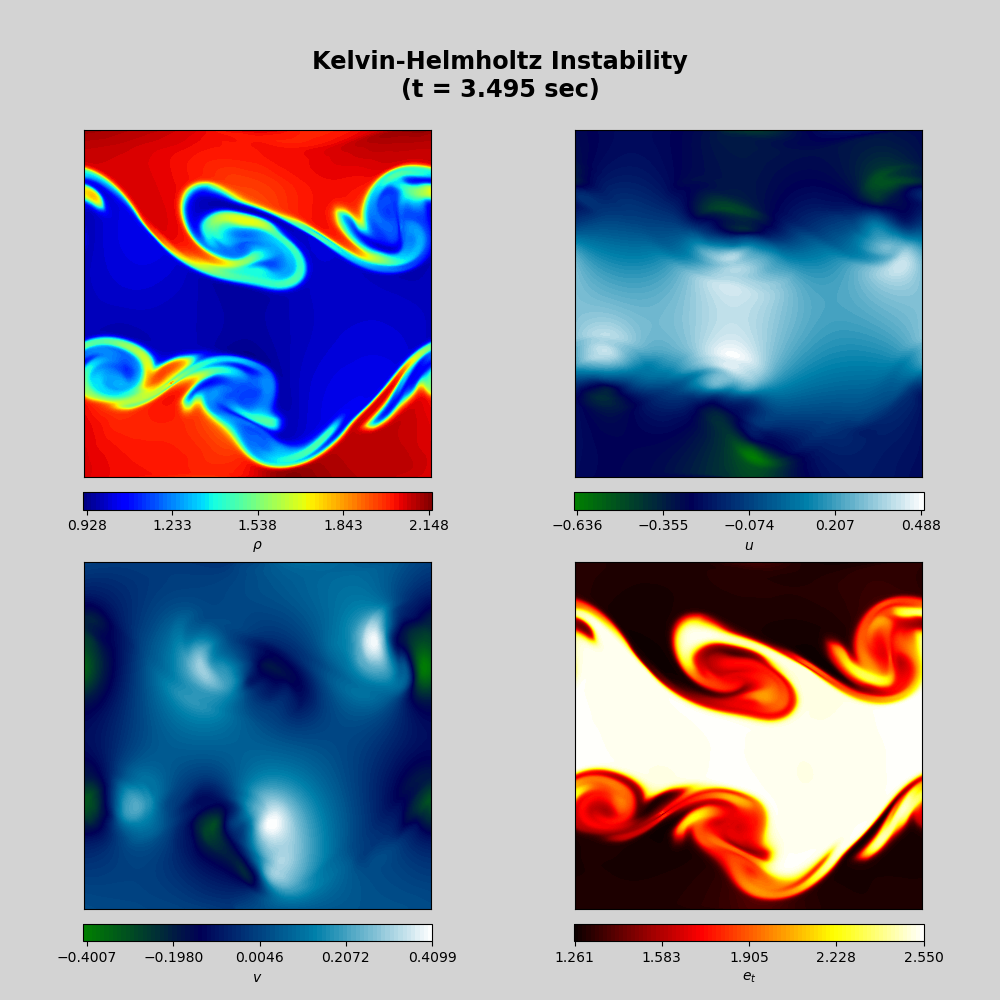 Kelvin-Helmholtz Instability
(t = 3.495 sec)
0.928 1.233 1.538 1.843 2.148
ρ
−0.636 −0.355 −0.074 0.207 0.488
u
−0.4007 −0.1980 0.0046 0.2072 0.4099
v
1.261 1.583 1.905 2.228 2.550
e_t